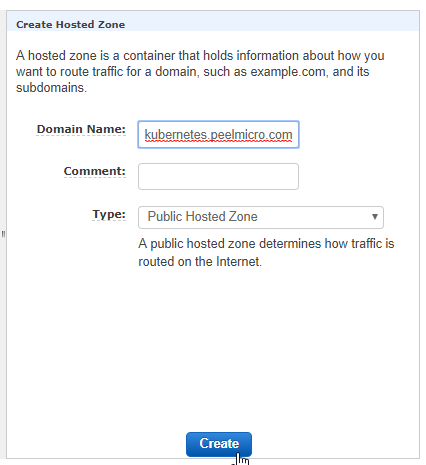 Create Hosted Zone
A hosted zone is a container that holds information about how you
want to route traffic for a domain, such as example.com, and its
subdomains.
Domain Name: kubernetes.peelmicro.com
Comment:
Type: Public Hosted Zone
A public hosted zone determines how traffic is
routed on the Internet.
Create